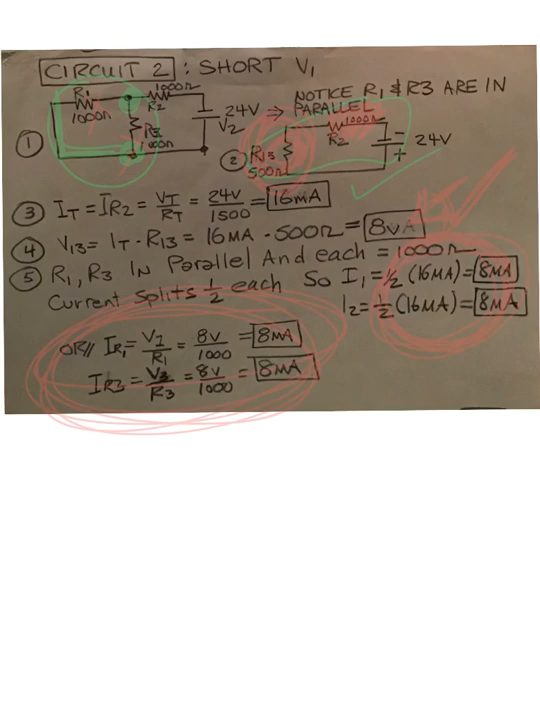 CIRCUIT 2 : SHORT V1
R1
1000Ω
1000Ω
R2
R3
1000Ω
24V
V2
⇒ NOTICE R1 & R3 ARE IN
PARALLEL
①
② R13
500Ω
1000Ω
R2
24V
- +
③ IT = IR2 = VT/RT = 24V/1500 = 16MA
④ V13 = IT · R13 = 16MA · 500Ω = 8V
⑤ R1, R3 IN Parallel And each = 1000Ω
Current Splits 1/2 each So I1 = 1/2 (16MA) = 8MA
I2 = 1/2 (16MA) = 8MA
OR// IR1 = V1/R1 = 8V/1000 = 8MA
IR3 = V3/R3 = 8V/1000 = 8MA